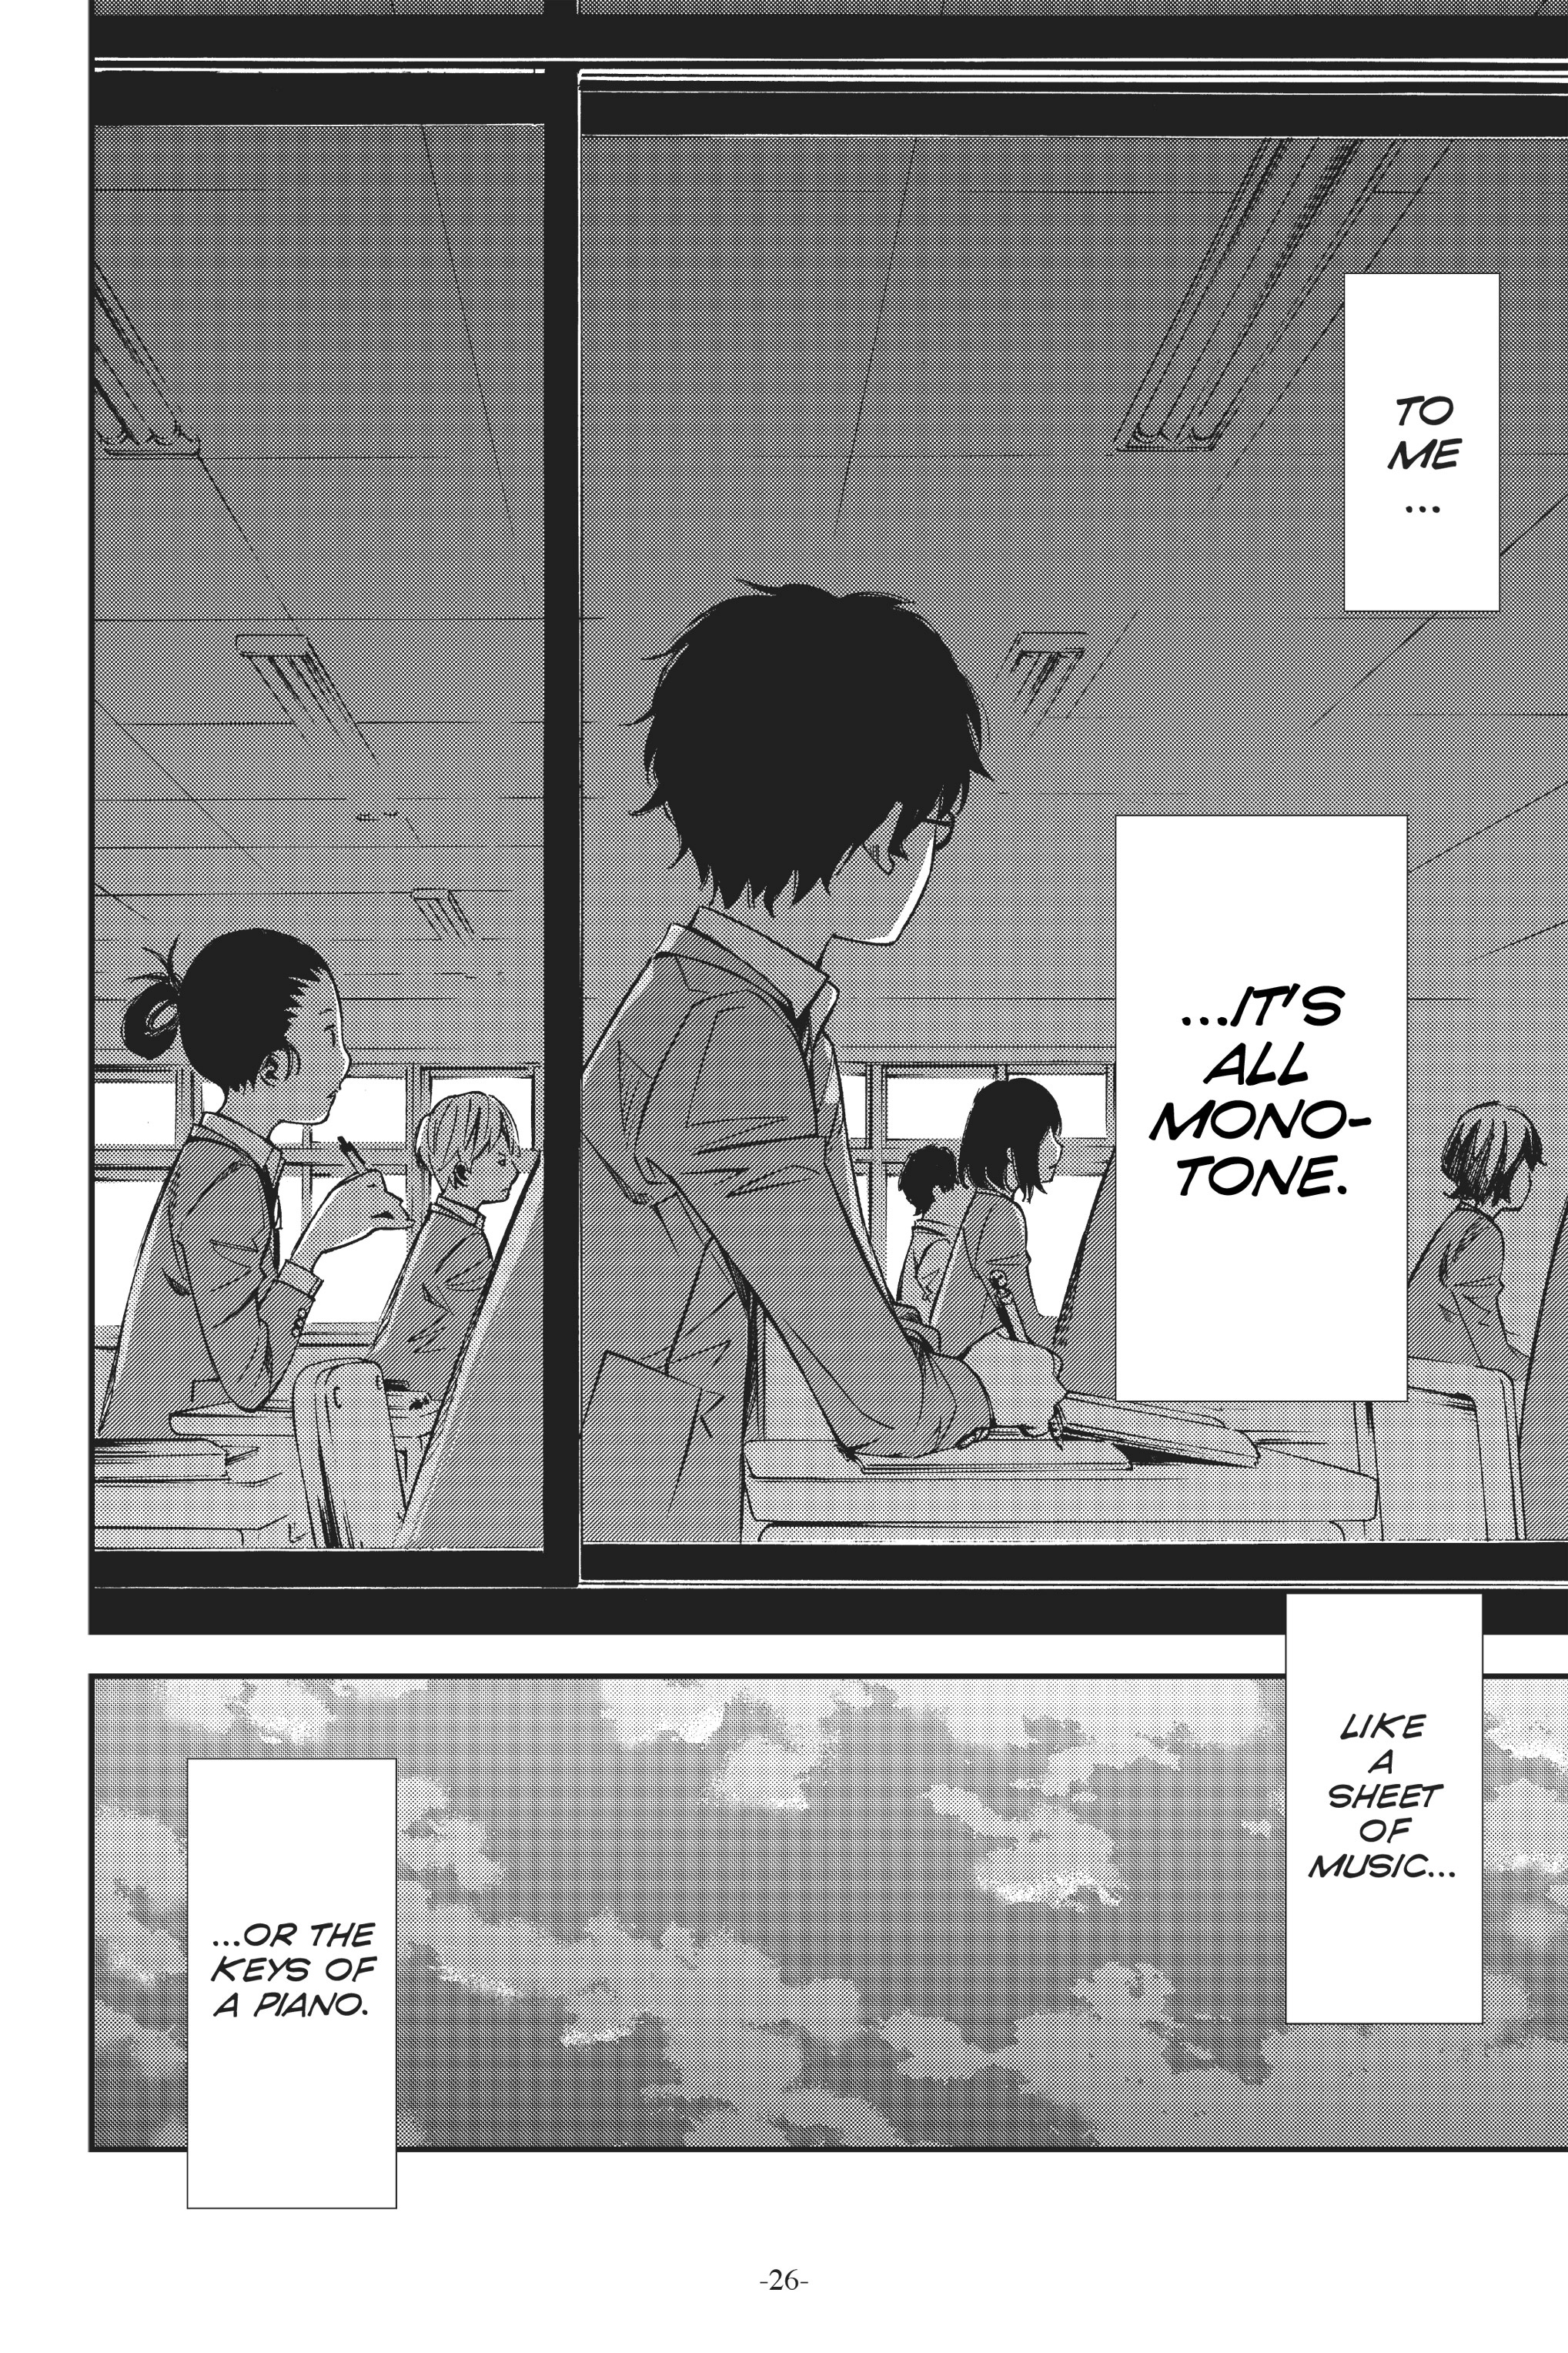 TO
ME
...
...IT'S
ALL
MONO-
TONE.
LIKE
A
SHEET
OF
MUSIC...
...OR THE
KEYS OF
A PIANO.
-26-